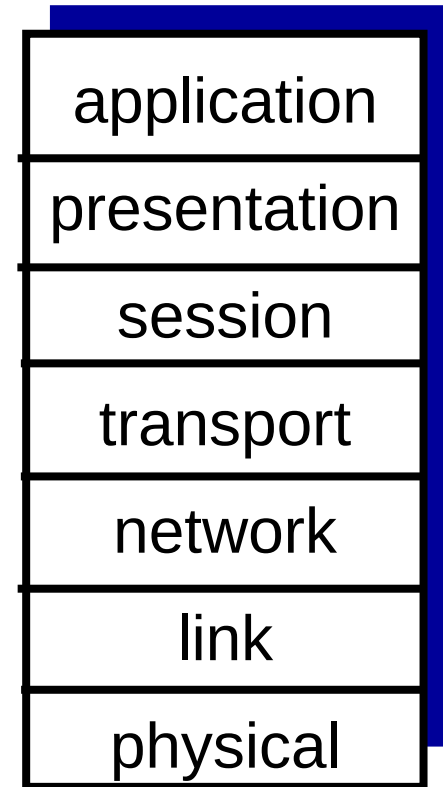 application
presentation
session
transport
network
link
physical